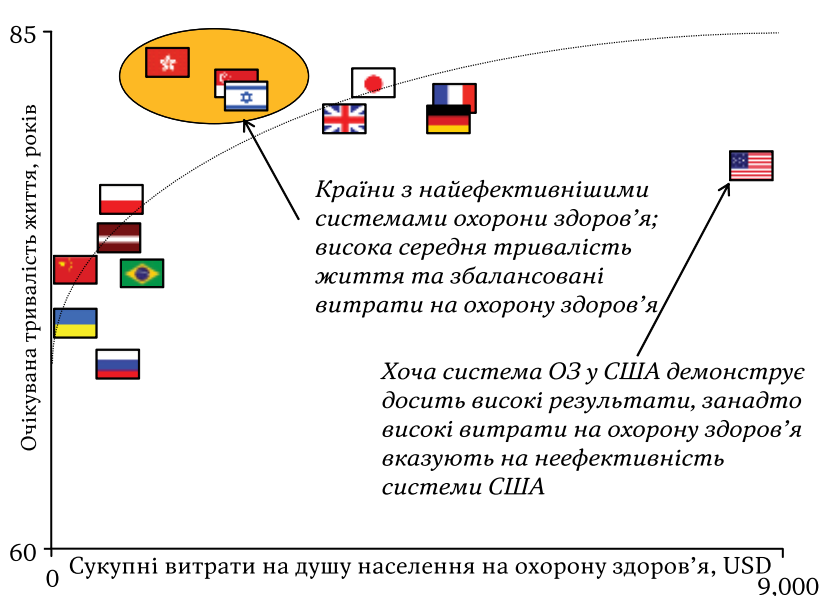 85
Очікувана тривалість життя, років
Країни з найефективнішими
системами охорони здоров’я;
висока середня тривалість
життя та збалансовані
витрати на охорону здоров’я
Хоча система ОЗ у США демонструє
досить високі результати, занадто
високі витрати на охорону здоров’я
вказують на неефективність
системи США
60
0
Сукупні витрати на душу населення на охорону здоров’я, USD
9,000